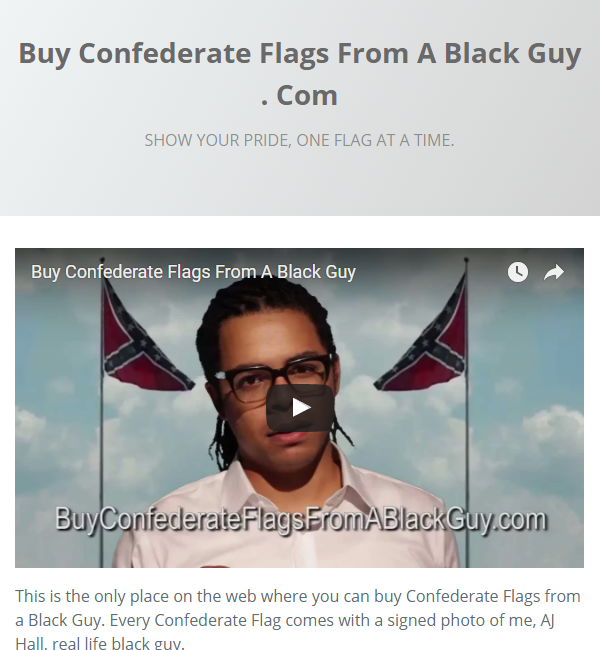 Buy Confederate Flags From A Black Guy
. Com
SHOW YOUR PRIDE, ONE FLAG AT A TIME.
Buy Confederate Flags From A Black Guy
BuyConfederateFlagsFromABlackGuy.com
This is the only place on the web where you can buy Confederate Flags from
a Black Guy. Every Confederate Flag comes with a signed photo of me, AJ
Hall, real life black guy.